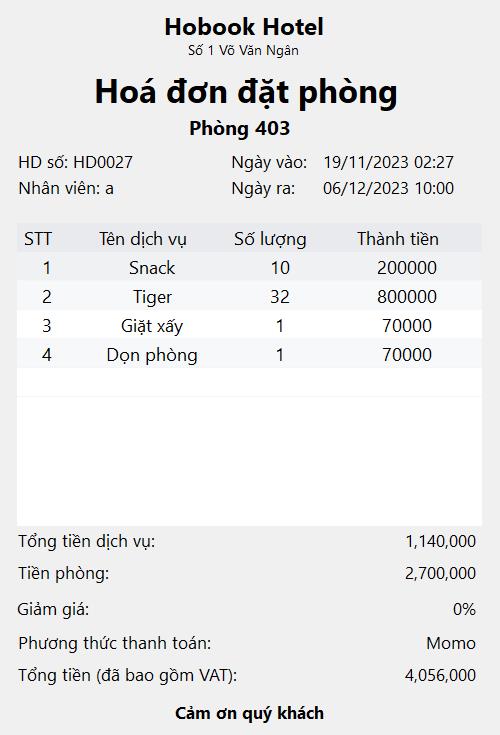 Hobook Hotel
Số 1 Võ Văn Ngân
Hoá đơn đặt phòng
Phòng 403
HD số: HD0027 Ngày vào: 19/11/2023 02:27
Nhân viên: a Ngày ra: 06/12/2023 10:00
STT Tên dịch vụ Số lượng Thành tiền
1 Snack 10 200000
2 Tiger 32 800000
3 Giặt xấy 1 70000
4 Dọn phòng 1 70000
Tổng tiền dịch vụ: 1,140,000
Tiền phòng: 2,700,000
Giảm giá: 0%
Phương thức thanh toán: Momo
Tổng tiền (đã bao gồm VAT): 4,056,000
Cảm ơn quý khách